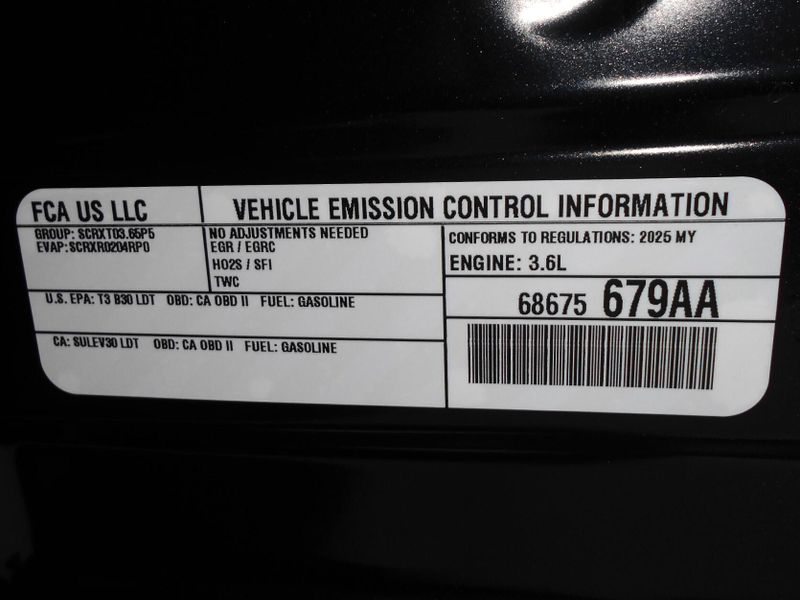 FCA US LLC
VEHICLE EMISSION CONTROL INFORMATION
GROUP: SCRXT03.65P5
EVAP: SCRXR0204RP0
NO ADJUSTMENTS NEEDED
EGR / EGRC
HO2S / SFI
TWC
CONFORMS TO REGULATIONS: 2025 MY
ENGINE: 3.6L
U.S. EPA: T3 B30 LDT OBD: CA OBD II FUEL: GASOLINE
68675 679AA
CA: SULEV30 LDT OBD: CA OBD II FUEL: GASOLINE